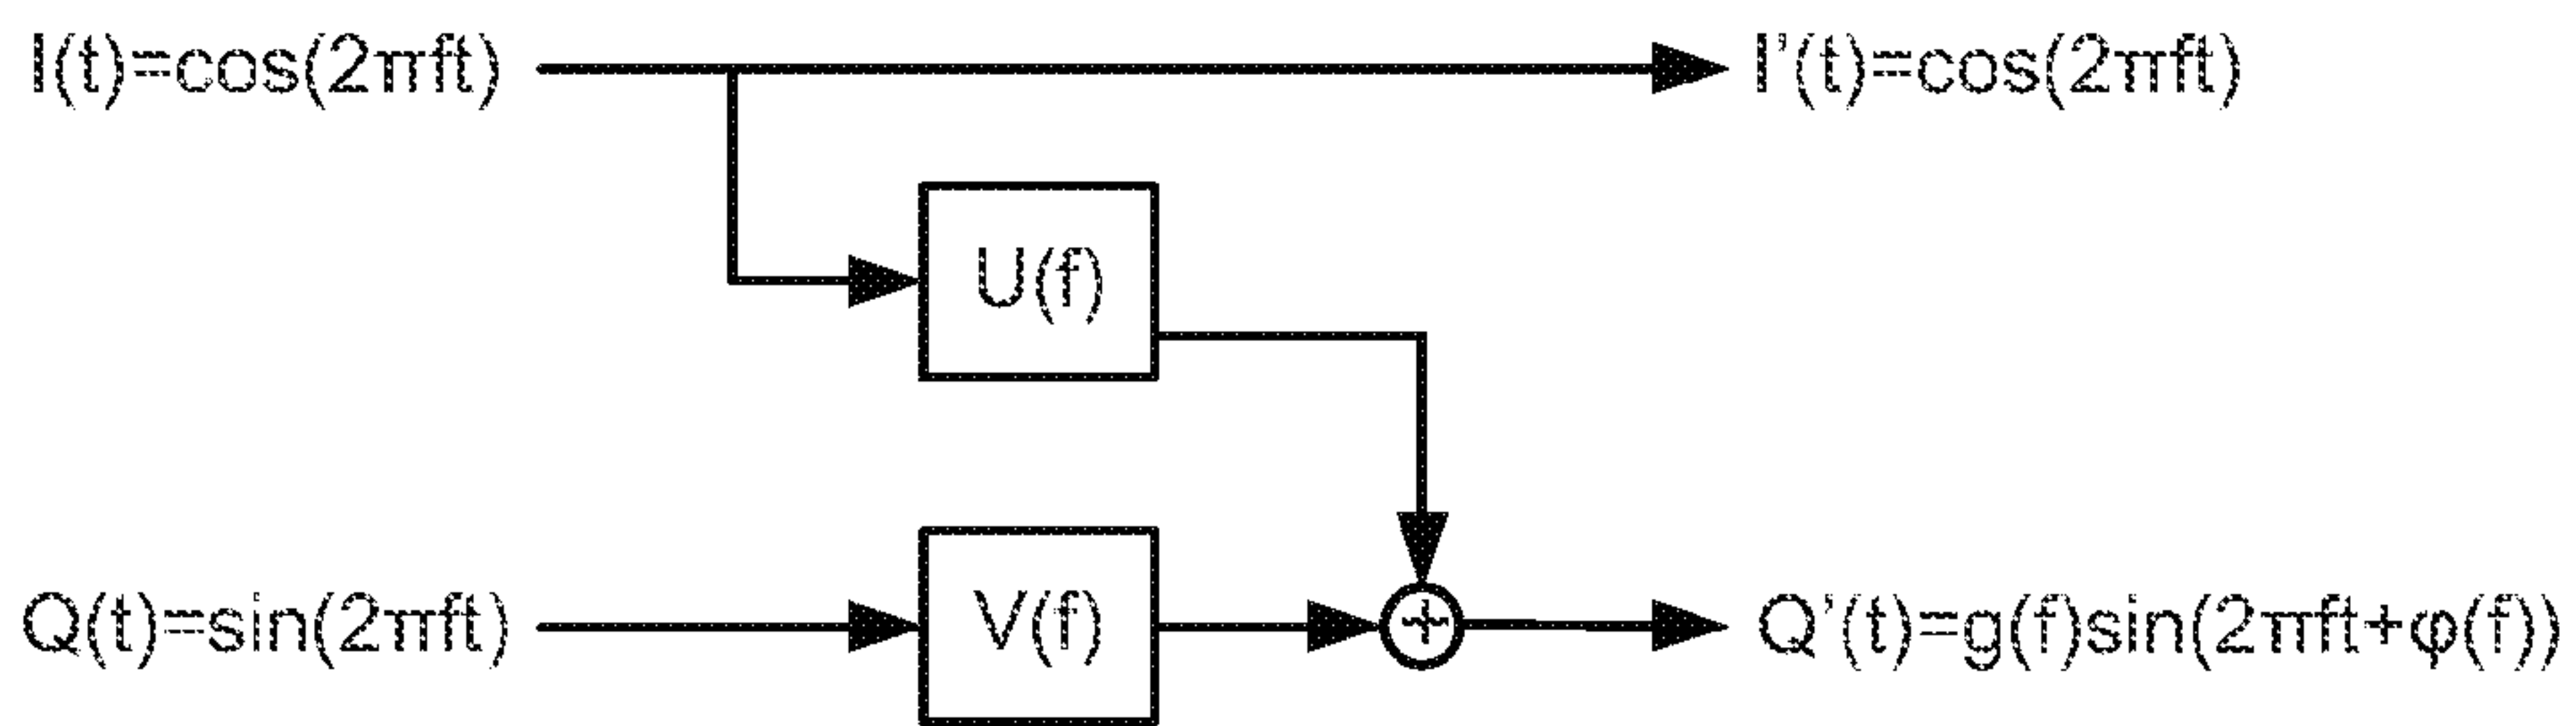 I(t)=cos(2πft)
I'(t)=cos(2πft)
U(f)
V(f)
+
Q(t)=sin(2πft)
Q'(t)=g(f)sin(2πft+φ(f))